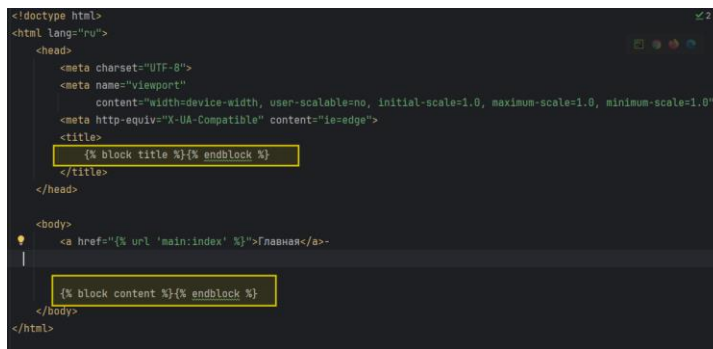 <!doctype html>
2
<html lang="ru">
<head>
<meta charset="UTF-8">
<meta name="viewport"
content="width=device-width, user-scalable=no, initial-scale=1.0, maximum-scale=1.0, minimum-scale=1.0"
<meta http-equiv="X-UA-Compatible" content="ie=edge">
<title>
{% block title %}{% endblock %}
</title>
</head>
<body>
<a href="{% url 'main:index' %}">Главная</a>-
{% block content %}{% endblock %}
</body>
</html>